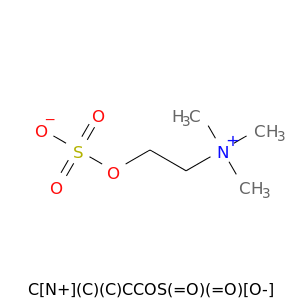 O− O H3C CH3
S N+
O O CH3
C[N+](C)(C)CCOS(=O)(=O)[O-]